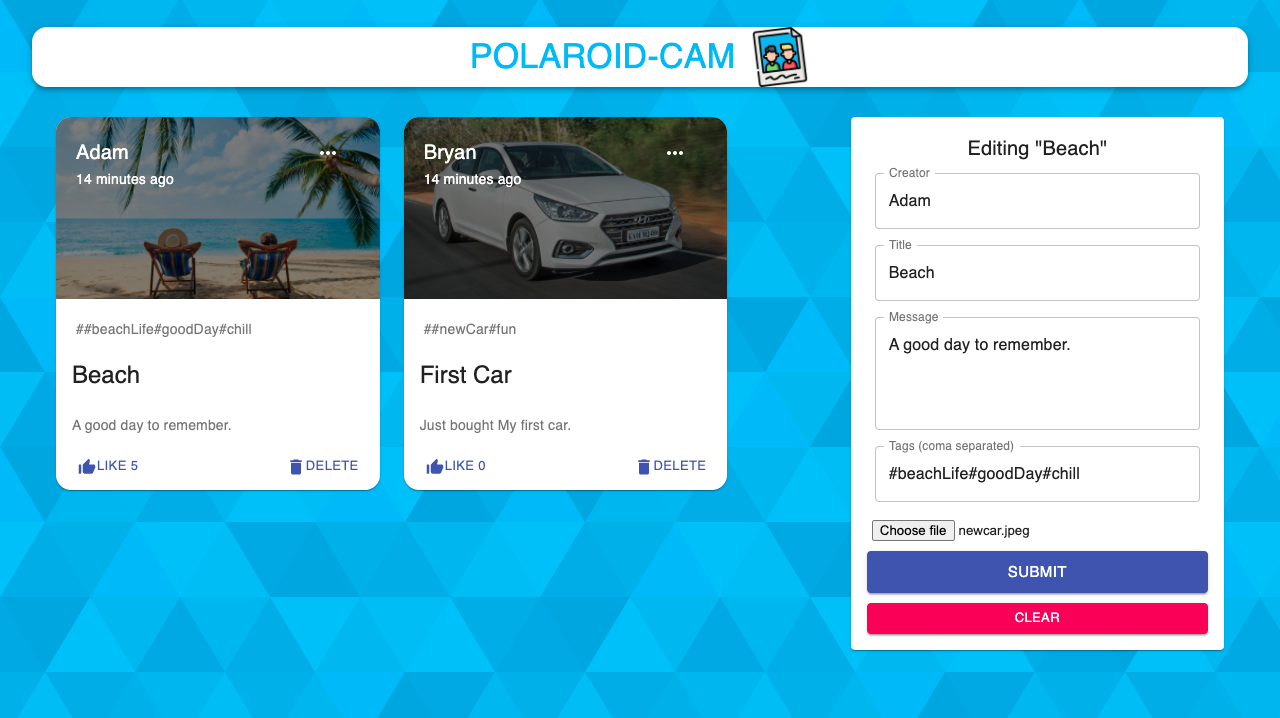 POLAROID-CAM
Adam
14 minutes ago
##beachLife#goodDay#chill
Beach
A good day to remember.
LIKE 5
DELETE
Bryan
14 minutes ago
##newCar#fun
First Car
Just bought My first car.
LIKE 0
DELETE
Editing "Beach"
Creator
Adam
Title
Beach
Message
A good day to remember.
Tags (coma separated)
#beachLife#goodDay#chill
Choose file newcar.jpeg
SUBMIT
CLEAR